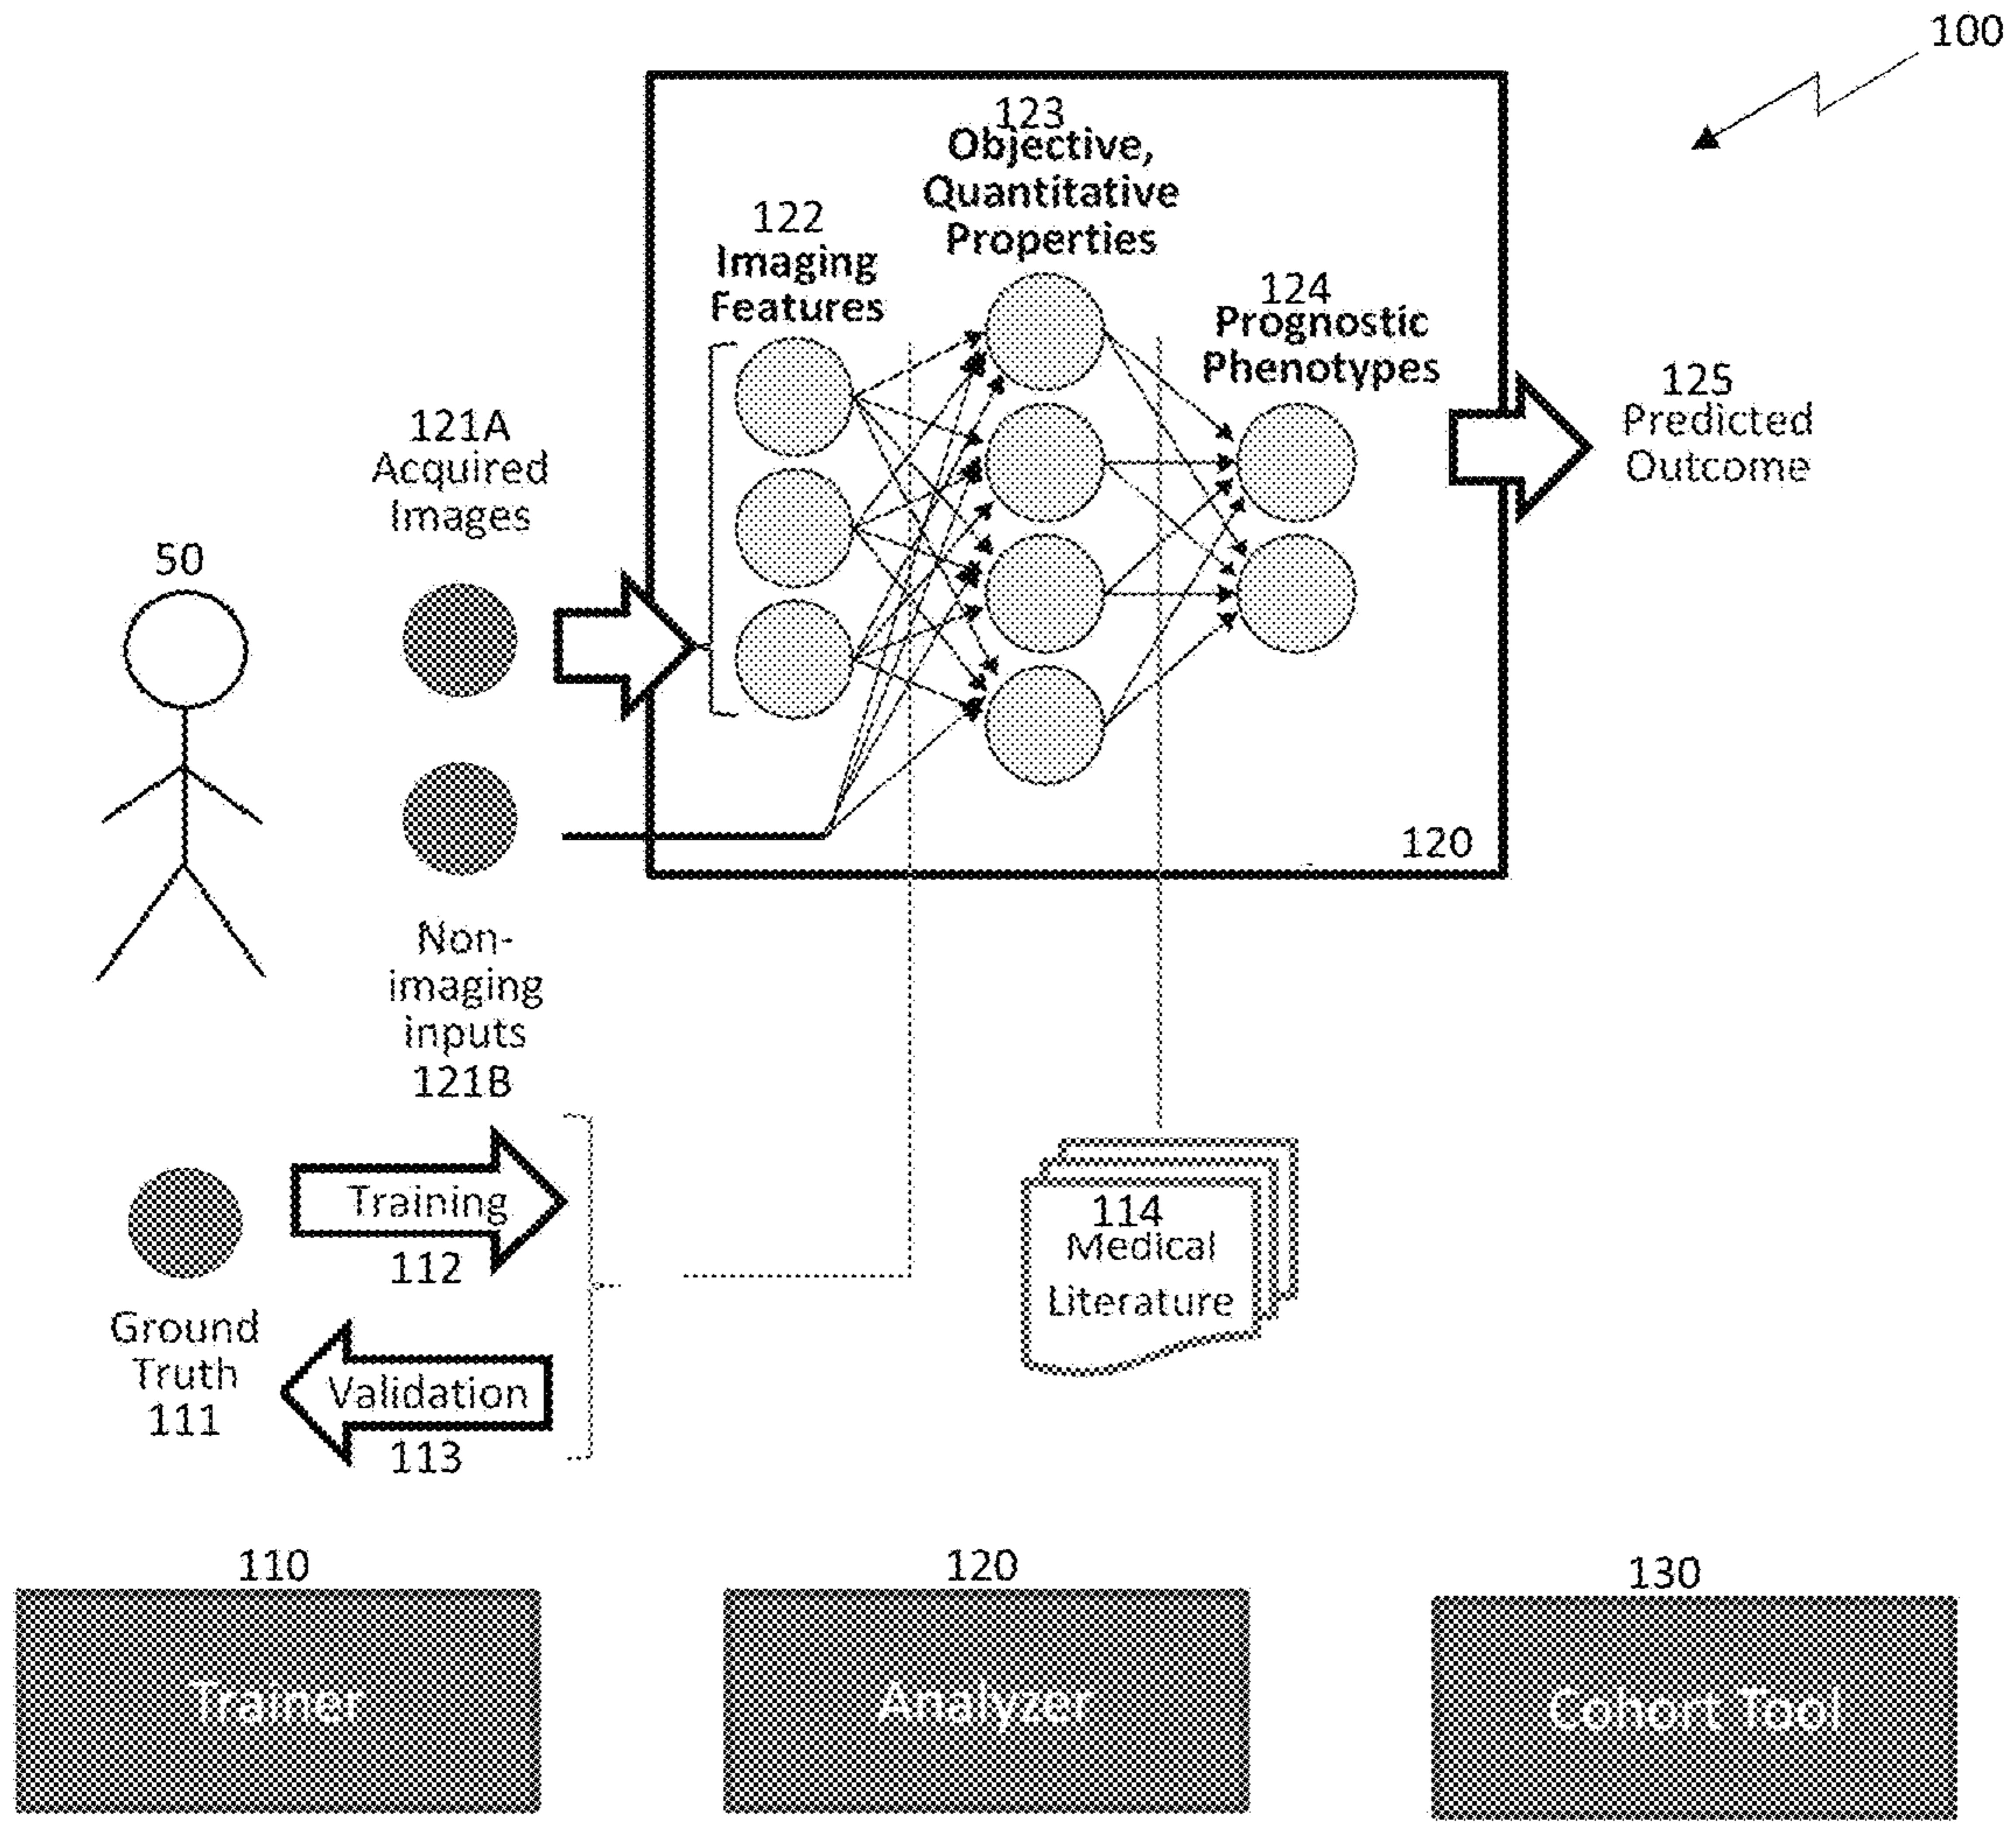 100
123
Objective,
Quantitative
Properties
122
Imaging
Features
124
Prognostic
Phenotypes
125
Predicted
Outcome
121A
Acquired
Images
50
120
Non-
imaging
inputs
121B
Training
112
114
Medical
Literature
Ground
Truth
111
Validation
113
110
Trainer
120
Analyzer
130
Cohort Tool